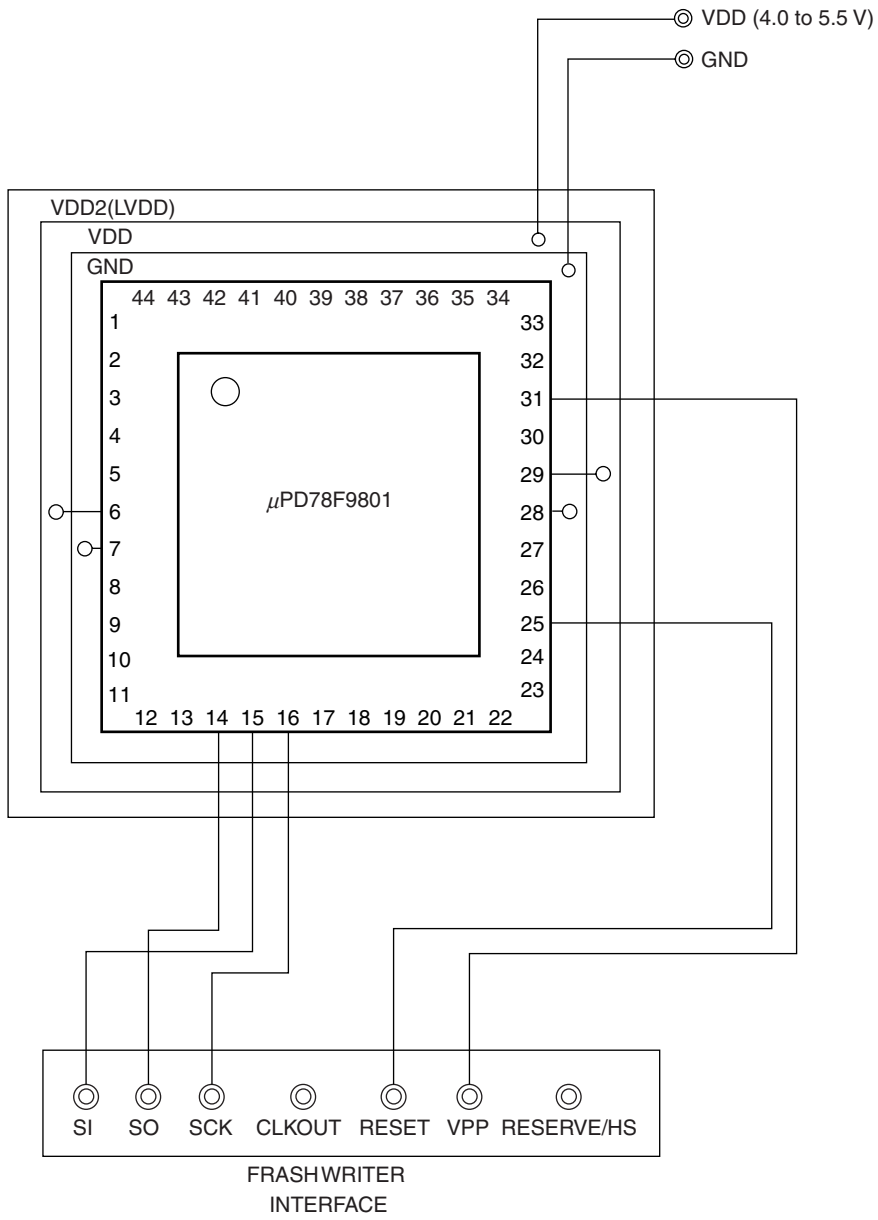 VDD (4.0 to 5.5 V)
GND
VDD2(LVDD)
VDD
GND
44 43 42 41 40 39 38 37 36 35 34
1 33
2 32
3 31
4 30
5 29
μPD78F9801
6 28
7 27
8 26
9 25
10 24
11 23
12 13 14 15 16 17 18 19 20 21 22
SI SO SCK CLKOUT RESET VPP RESERVE/HS
FRASHWRITER
INTERFACE